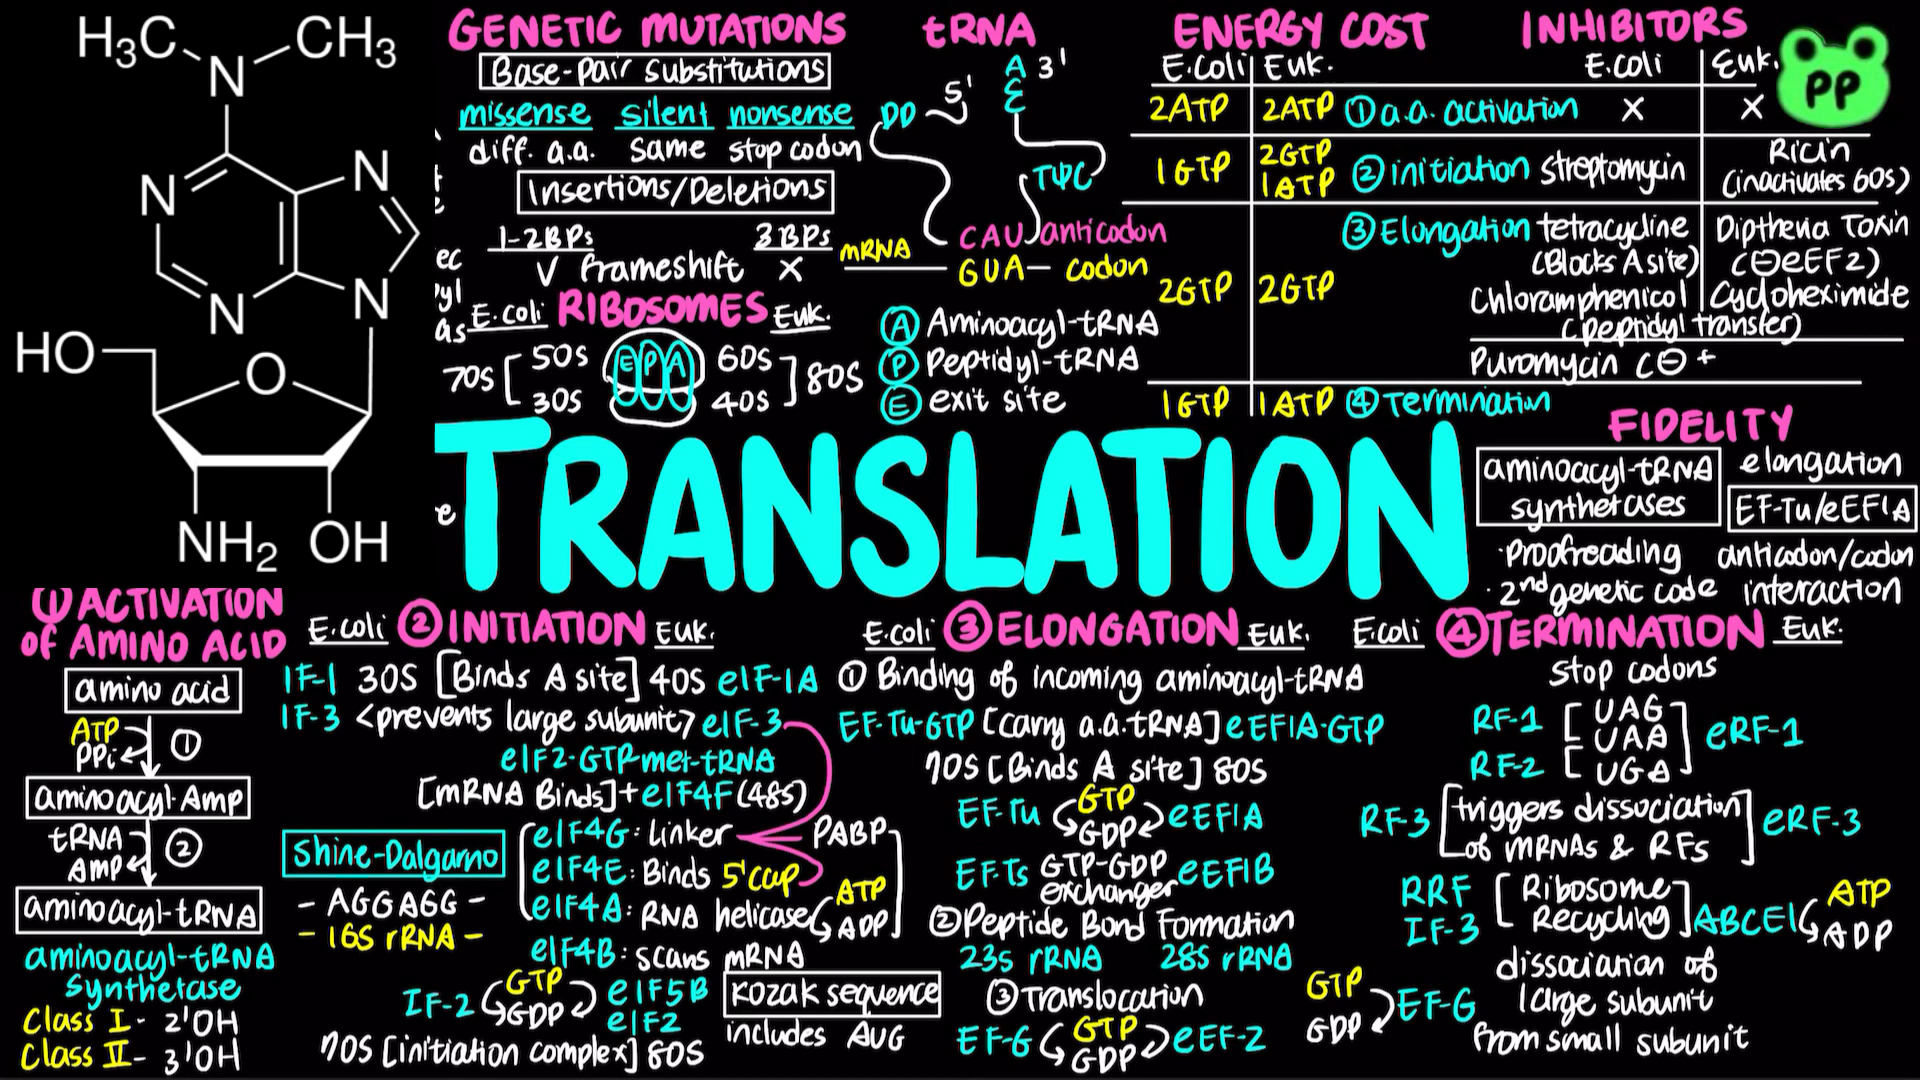 H3C
CH3
N
N
N
N
N
HO
O
NH2
OH
GENETIC MUTATIONS
Base-pair substitutions
missense silent nonsense
diff. a.a. same stop codon
Insertions/Deletions
1-2BPs 3BPs
V frameshift X
E.coli RIBOSOMES Euk.
70S [ 50S E P A 60S ] 80S
30S 40S
ec
yl
as
e
tRNA
A 3'
C
C
5'
DD
TΨC
CAU anticodon
mRNA GUA codon
A Aminoacyl-tRNA
P Peptidyl-tRNA
E exit site
ENERGY COST
INHIBITORS
E.coli Euk. E.coli Euk.
PP
2ATP 2ATP ① a.a. activation X X
1GTP 2GTP 1ATP ② initiation streptomycin Ricin
(inactivates 60S)
2GTP 2GTP ③ Elongation tetracycline Diptheria Toxin
(Blocks A site) (⊖eEF2)
Chloramphenicol Cycloheximide
(peptidyl transfer)
Puromycin C⊖ +
1GTP 1ATP ④ Termination
TRANSLATION
FIDELITY
aminoacyl-tRNA elongation
synthetases EF-Tu/eEF1A
·Proofreading anticodon/codon
·2nd genetic code interaction
① ACTIVATION
of AMINO ACID
amino acid
ATP
PPi
①
aminoacyl-Amp
tRNA
AMP
②
aminoacyl-tRNA
aminoacyl-tRNA
synthetase
Class I - 2'OH
Class II - 3'OH
E.coli ② INITIATION Euk.
IF-1 30S [Binds A site] 40S eIF-1A
IF-3 <prevents large subunit> eIF-3
eIF2-GTP-met-tRNA
[mRNA Binds] + eIF4F (48S)
Shine-Dalgarno
- AGGAGG -
- 16S rRNA -
eIF4G: Linker PABP
eIF4E: Binds 5'cap
eIF4A: RNA helicase ATP ADP
eIF4B: scans mRNA
IF-2 GTP GDP eIF5B
eIF2
Kozak sequence
includes AUG
70S [initiation complex] 80S
E.coli ③ ELONGATION Euk.
① Binding of incoming aminoacyl-tRNA
EF-Tu-GTP [carry a.a.tRNA] eEF1A-GTP
70S [Binds A site] 80S
EF-Tu GTP GDP eEF1A
EF-Ts GTP-GDP exchanger eEF1B
② Peptide Bond Formation
23S rRNA 28S rRNA
③ Translocation
EF-G GTP GDP eEF-2
E.coli ④ TERMINATION Euk.
stop codons
RF-1 [ UAG
UAA ] eRF-1
RF-2 [ UGA
RF-3 [triggers dissociation
of mRNAs & RFs] eRF-3
RRF [Ribosome
IF-3 Recycling] ABCE1 ATP ADP
dissociation of
GTP GDP EF-G large subunit
from small subunit